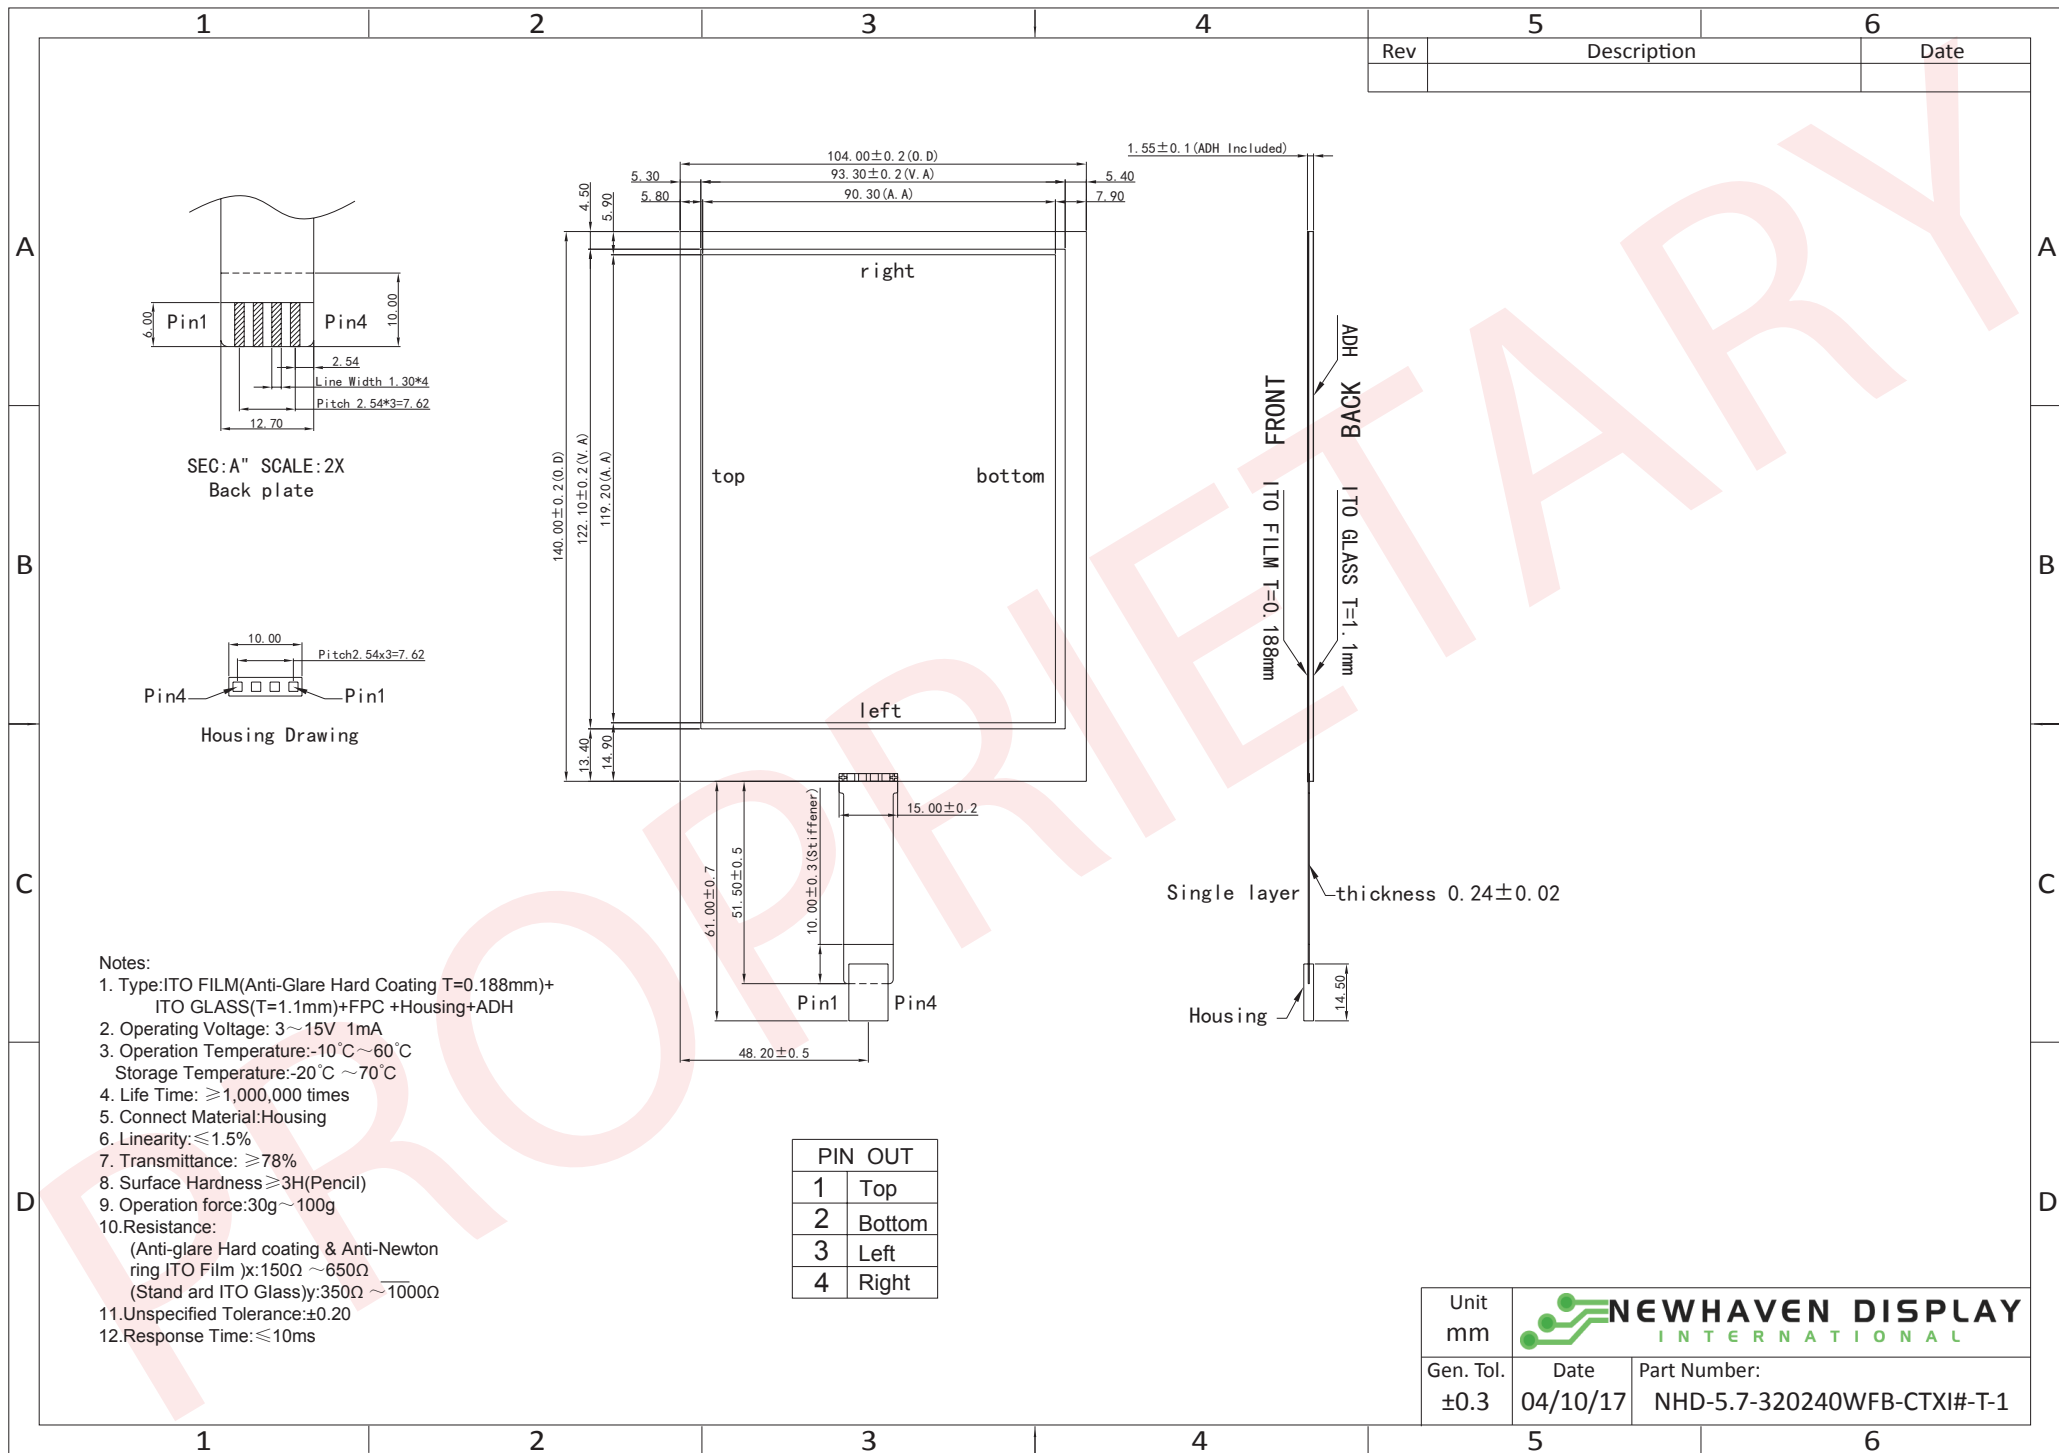 1 2 3 4 5 6
Rev Description Date
A A
B B
C C
D D
104.00±0.2(O.D)
5.30 93.30±0.2(V.A) 5.40
5.80 90.30(A.A) 7.90
4.50
5.90
1.55±0.1(ADH Included)
right
top
bottom
left
140.00±0.2(O.D)
122.10±0.2(V.A)
119.20(A.A)
13.40
14.90
6.00
Pin1
Pin4
10.00
2.54
Line Width 1.30*4
Pitch 2.54*3=7.62
12.70
SEC:A" SCALE:2X
Back plate
10.00
Pitch2.54x3=7.62
Pin4
Pin1
Housing Drawing
ADH
FRONT
BACK
ITO FILM T=0.188mm
ITO GLASS T=1.1mm
15.00±0.2
61.00±0.7
51.50±0.5
10.00±0.3(Stiffener)
Pin1
Pin4
48.20±0.5
Single layer
thickness 0.24±0.02
Housing
14.50
Notes:
1. Type:ITO FILM(Anti-Glare Hard Coating T=0.188mm)+
ITO GLASS(T=1.1mm)+FPC +Housing+ADH
2. Operating Voltage: 3~15V 1mA
3. Operation Temperature:-10°C~60°C
Storage Temperature:-20°C ~70°C
4. Life Time: ≥1,000,000 times
5. Connect Material:Housing
6. Linearity:≤1.5%
7. Transmittance: ≥78%
8. Surface Hardness≥3H(Pencil)
9. Operation force:30g~100g
10.Resistance:
(Anti-glare Hard coating & Anti-Newton
ring ITO Film )x:150Ω ~650Ω
(Stand ard ITO Glass)y:350Ω ~1000Ω
11.Unspecified Tolerance:±0.20
12.Response Time:≤10ms
PIN OUT
1 Top
2 Bottom
3 Left
4 Right
Unit
mm
NEWHAVEN DISPLAY
INTERNATIONAL
Gen. Tol.
±0.3
Date
04/10/17
Part Number:
NHD-5.7-320240WFB-CTXI#-T-1
1 2 3 4 5 6
PROPRIETARY